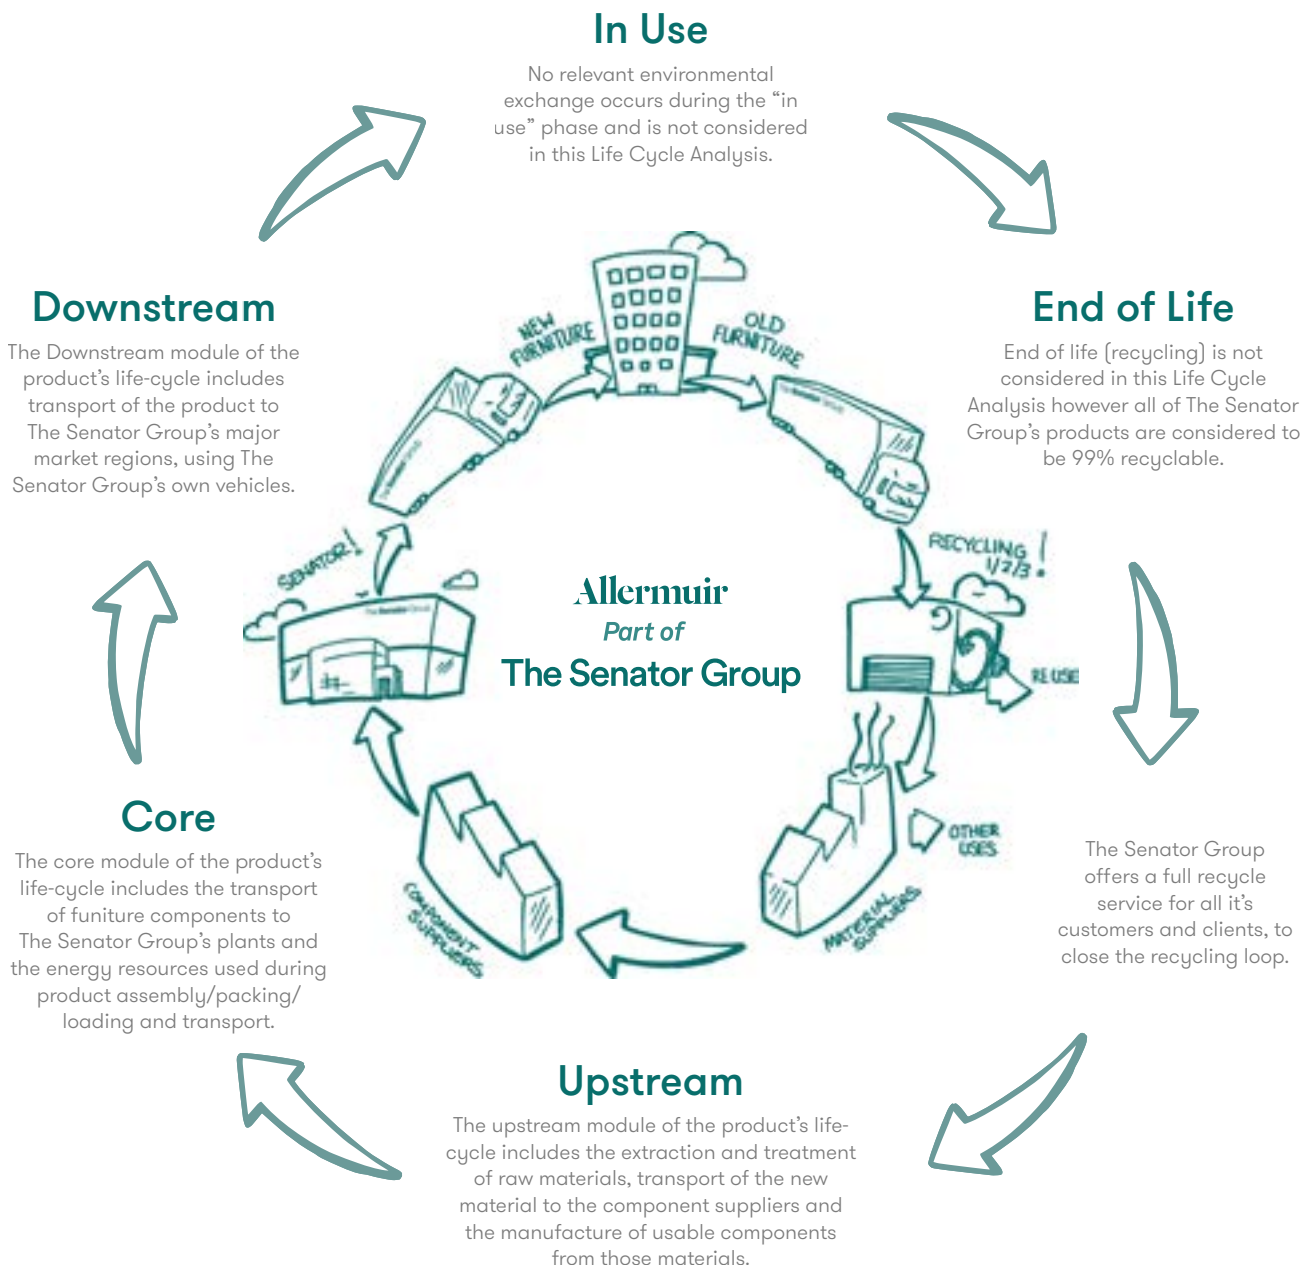 In Use
No relevant environmental
exchange occurs during the “in
use” phase and is not considered
in this Life Cycle Analysis.
Downstream
The Downstream module of the
product’s life-cycle includes
transport of the product to
The Senator Group’s major
market regions, using The
Senator Group’s own vehicles.
End of Life
End of life (recycling) is not
considered in this Life Cycle
Analysis however all of The Senator
Group’s products are considered to
be 99% recyclable.
NEW
FURNITURE
OLD
FURNITURE
The Senator Group
The Senator Group
SENATOR!
RECYCLING !
1/2/3
The Senator Group
Allermuir
Part of
The Senator Group
RE USE
OTHER
USES
COMPONENT
SUPPLIERS
MATERIAL
SUPPLIERS
Core
The core module of the product’s
life-cycle includes the transport
of funiture components to
The Senator Group’s plants and
the energy resources used during
product assembly/packing/
loading and transport.
The Senator Group
offers a full recycle
service for all it’s
customers and clients, to
close the recycling loop.
Upstream
The upstream module of the product’s life-
cycle includes the extraction and treatment
of raw materials, transport of the new
material to the component suppliers and
the manufacture of usable components
from those materials.